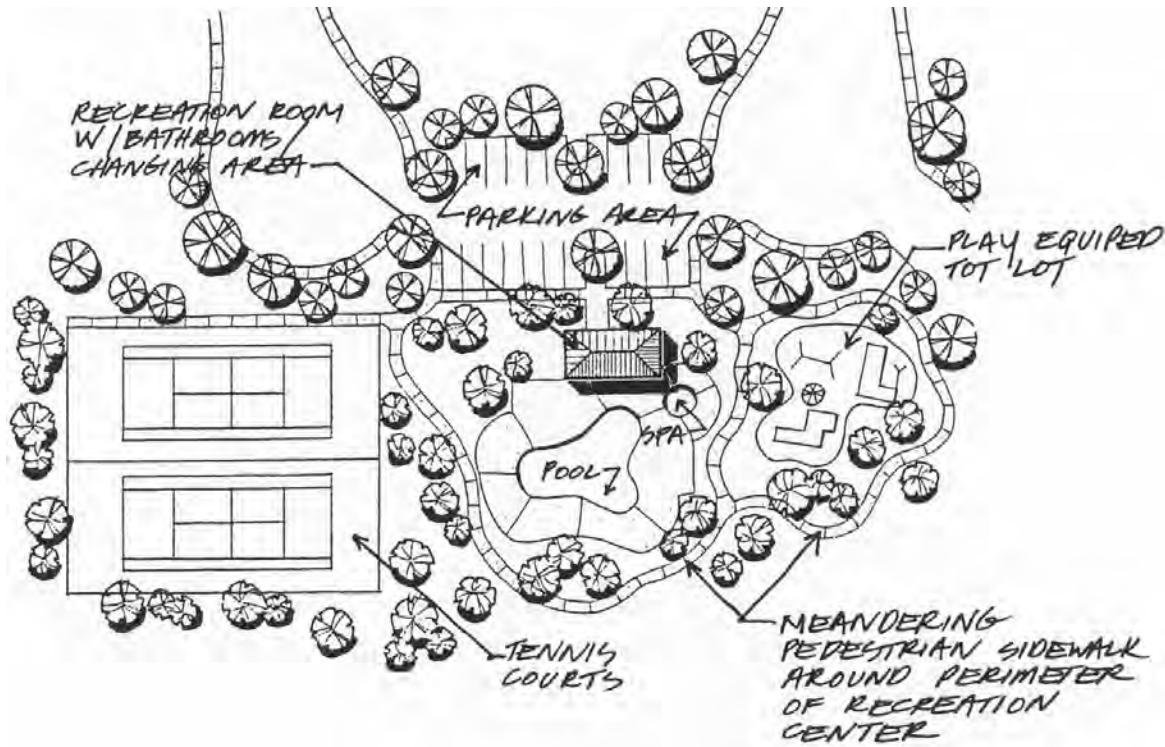 RECREATION ROOM
W/BATHROOMS
CHANGING AREA
PARKING AREA
PLAY EQUIPED
TOT LOT
SPA
POOL
TENNIS
COURTS
MEANDERING
PEDESTRIAN SIDEWALK
AROUND PERIMETER
OF RECREATION
CENTER